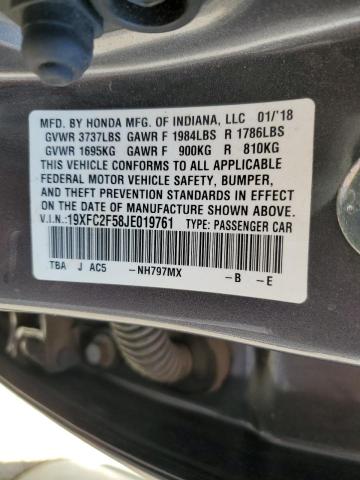 MFD. BY HONDA MFG. OF INDIANA, LLC 01/'18
GVWR 3737LBS GAWR F 1984LBS R 1786LBS
GVWR 1695KG GAWR F 900KG R 810KG
THIS VEHICLE CONFORMS TO ALL APPLICABLE
FEDERAL MOTOR VEHICLE SAFETY, BUMPER,
AND THEFT PREVENTION STANDARDS IN EFFECT
ON THE DATE OF MANUFACTURE SHOWN ABOVE.
V.I.N.:19XFC2F58JE019761 TYPE: PASSENGER CAR
TBA J AC5 -NH797MX -B -E